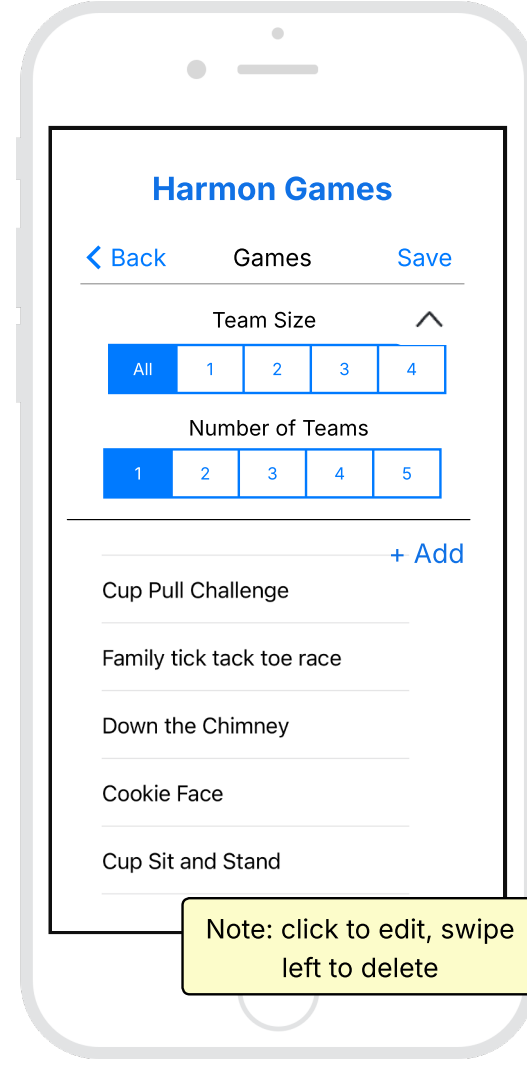 Harmon Games
Back Games Save
Team Size
All 1 2 3 4
Number of Teams
1 2 3 4 5
+ Add
Cup Pull Challenge
Family tick tack toe race
Down the Chimney
Cookie Face
Cup Sit and Stand
Note: click to edit, swipe
left to delete